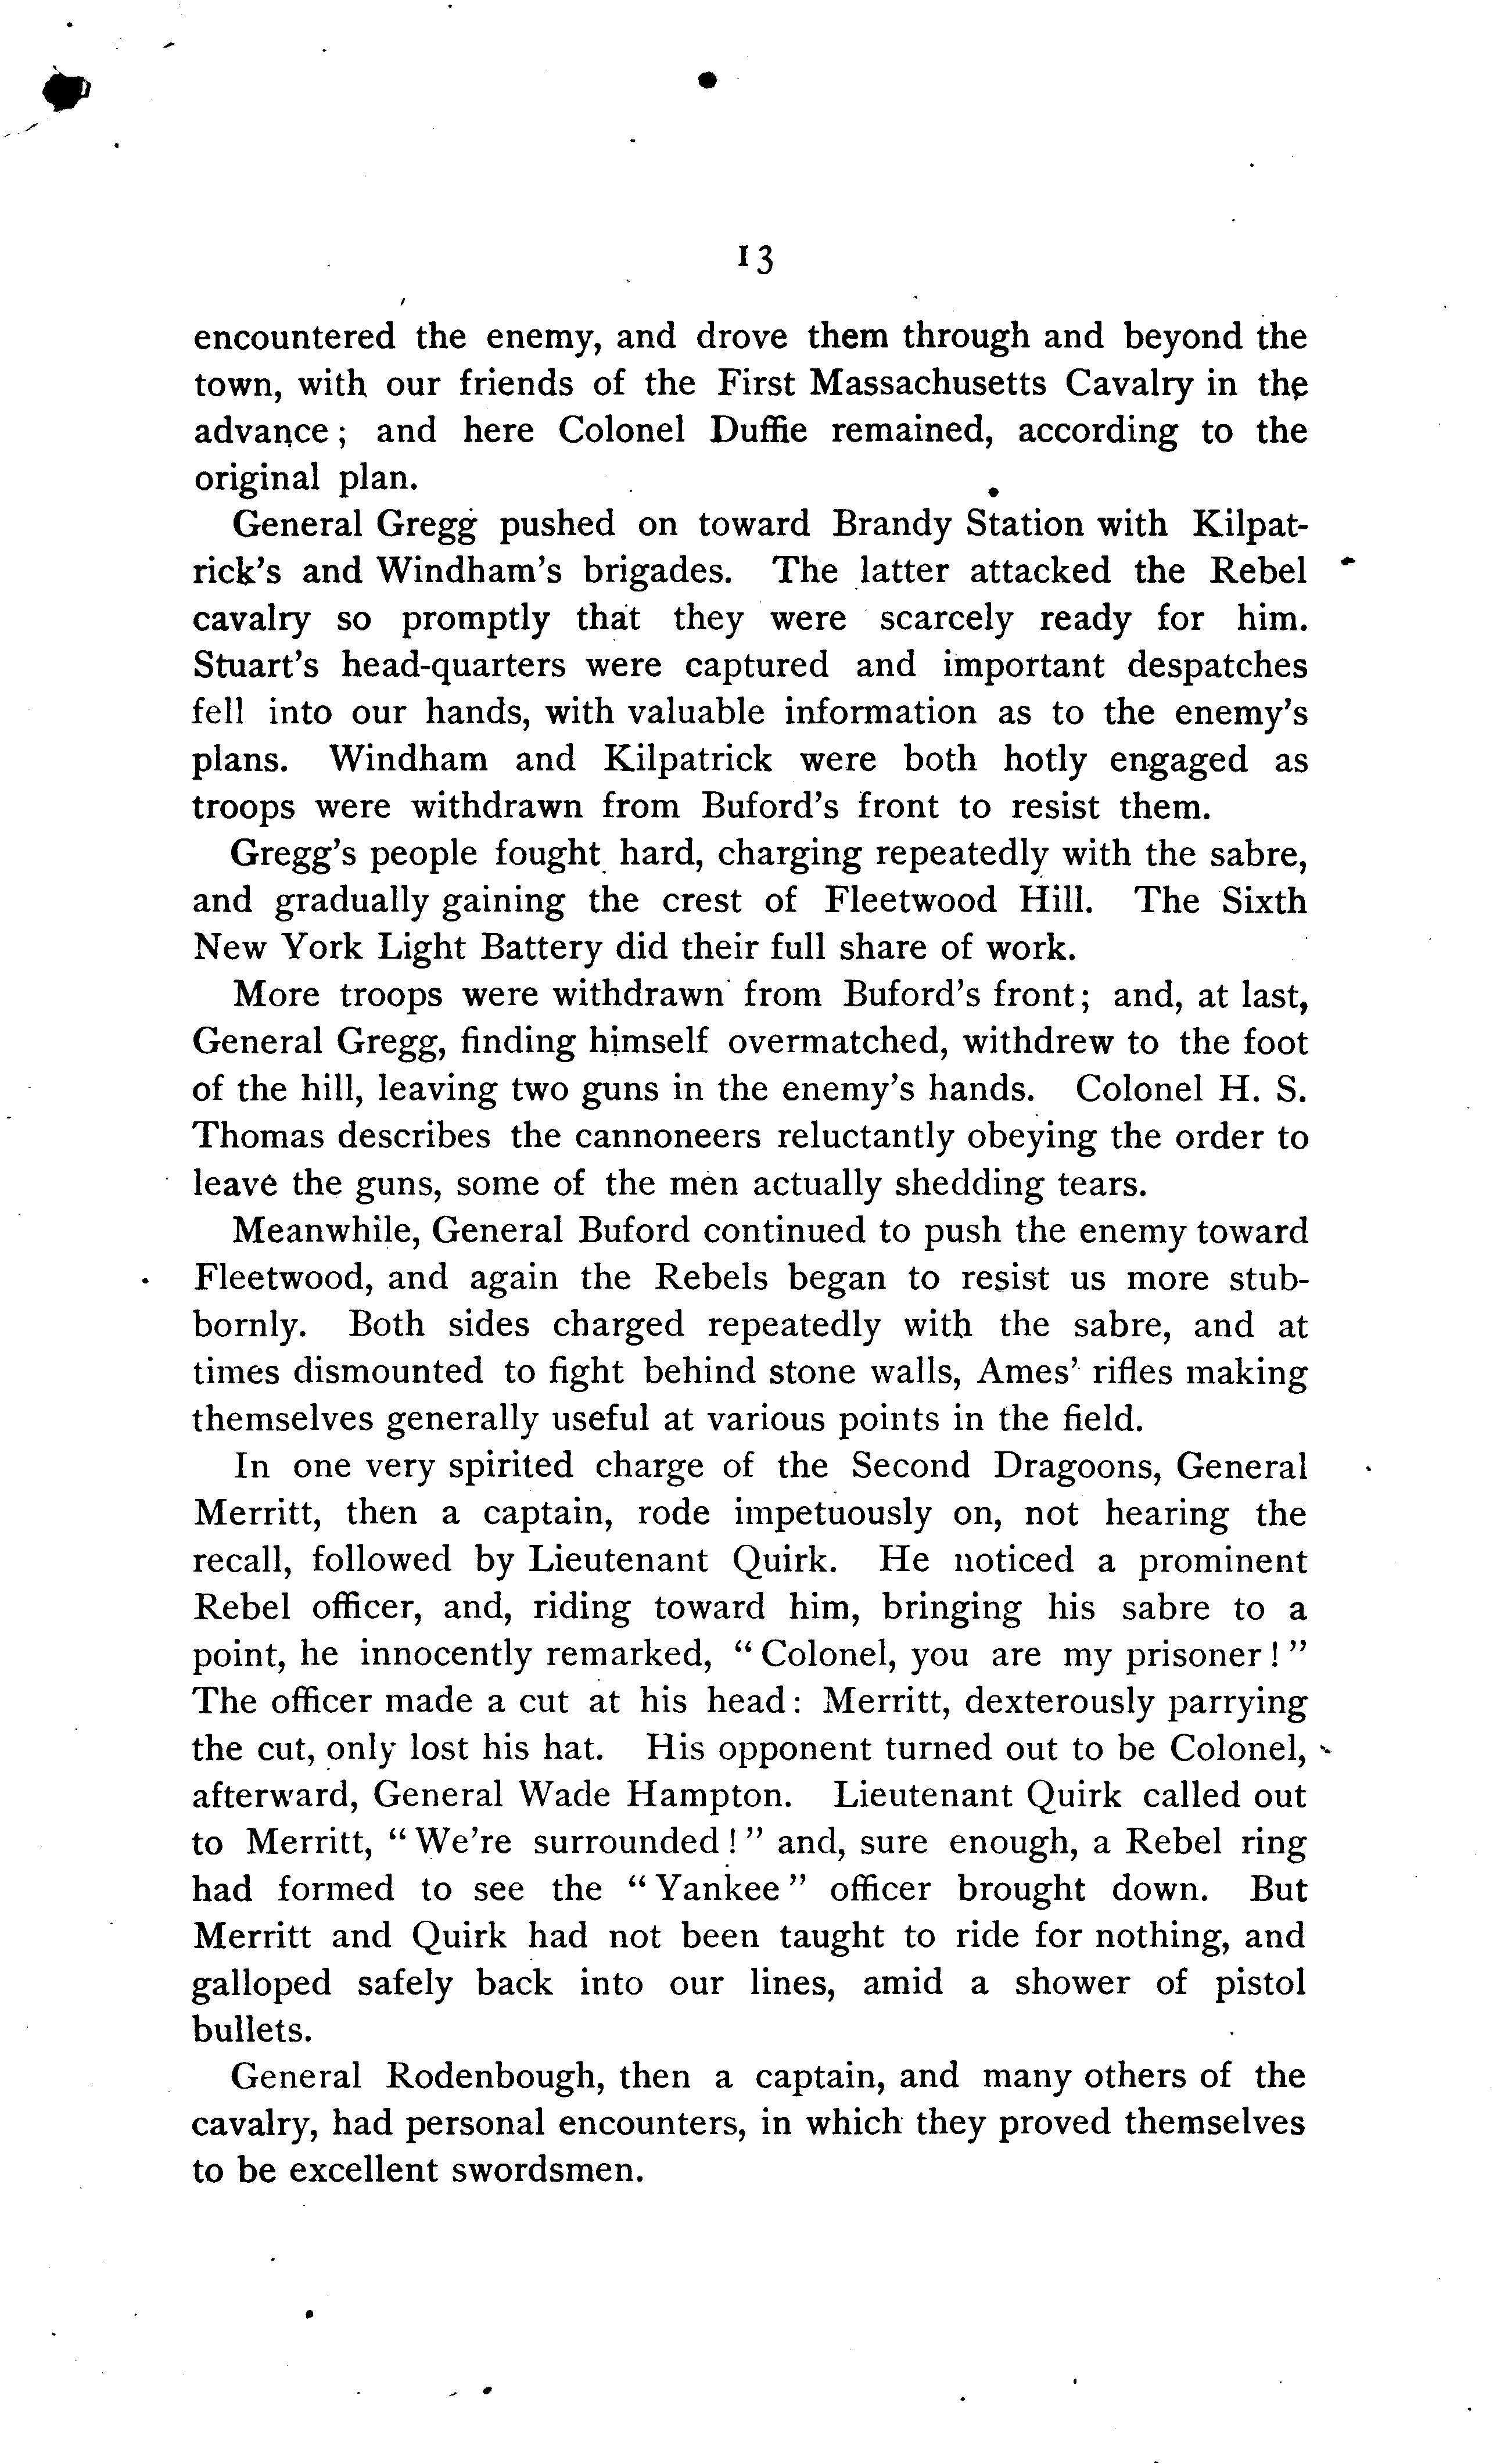 13
encountered the enemy, and drove them through and beyond the
town, with our friends of the First Massachusetts Cavalry in the
advance; and here Colonel Duffie remained, according to the
original plan.
General Gregg pushed on toward Brandy Station with Kilpat-
rick's and Windham's brigades. The latter attacked the Rebel
cavalry so promptly that they were scarcely ready for him.
Stuart's head-quarters were captured and important despatches
fell into our hands, with valuable information as to the enemy's
plans. Windham and Kilpatrick were both hotly engaged as
troops were withdrawn from Buford's front to resist them.
Gregg's people fought hard, charging repeatedly with the sabre,
and gradually gaining the crest of Fleetwood Hill. The Sixth
New York Light Battery did their full share of work.
More troops were withdrawn from Buford's front; and, at last,
General Gregg, finding himself overmatched, withdrew to the foot
of the hill, leaving two guns in the enemy's hands. Colonel H. S.
Thomas describes the cannoneers reluctantly obeying the order to
leave the guns, some of the men actually shedding tears.
Meanwhile, General Buford continued to push the enemy toward
Fleetwood, and again the Rebels began to resist us more stub-
bornly. Both sides charged repeatedly with the sabre, and at
times dismounted to fight behind stone walls, Ames' rifles making
themselves generally useful at various points in the field.
In one very spirited charge of the Second Dragoons, General
Merritt, then a captain, rode impetuously on, not hearing the
recall, followed by Lieutenant Quirk. He noticed a prominent
Rebel officer, and, riding toward him, bringing his sabre to a
point, he innocently remarked, "Colonel, you are my prisoner!"
The officer made a cut at his head: Merritt, dexterously parrying
the cut, only lost his hat. His opponent turned out to be Colonel,
afterward, General Wade Hampton. Lieutenant Quirk called out
to Merritt, "We're surrounded!" and, sure enough, a Rebel ring
had formed to see the "Yankee" officer brought down. But
Merritt and Quirk had not been taught to ride for nothing, and
galloped safely back into our lines, amid a shower of pistol
bullets.
General Rodenbough, then a captain, and many others of the
cavalry, had personal encounters, in which they proved themselves
to be excellent swordsmen.